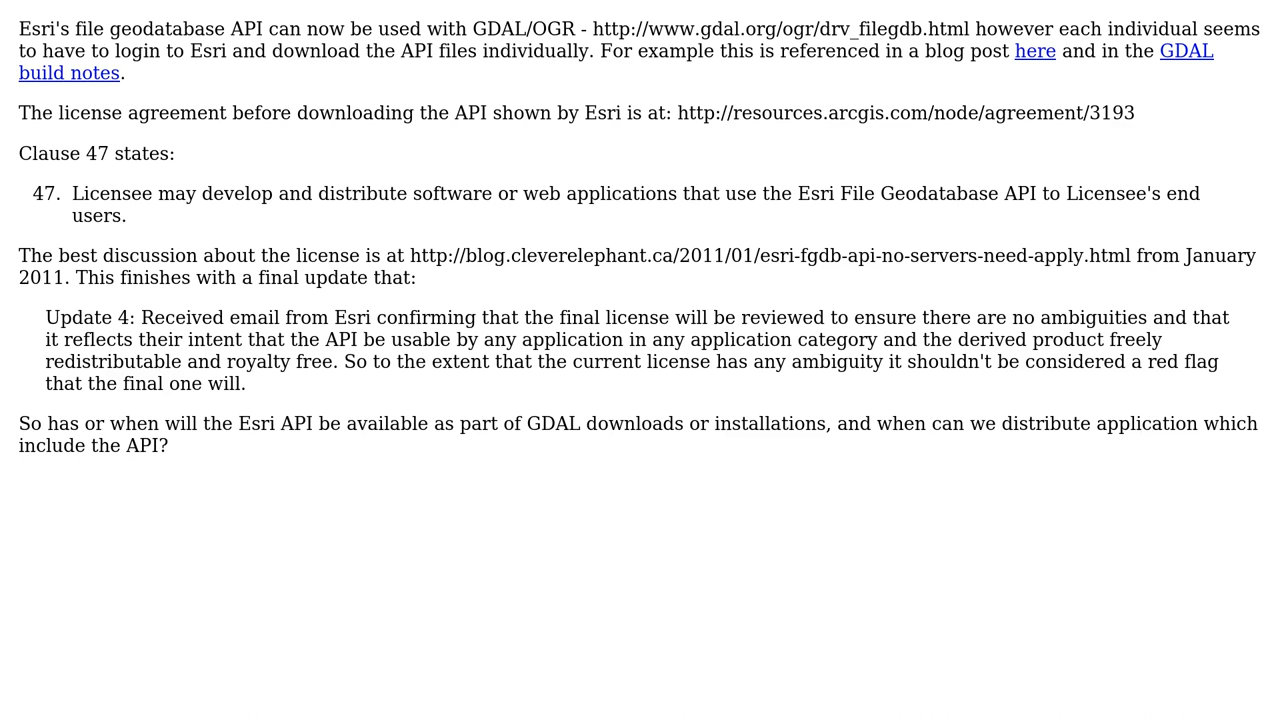 Esri's file geodatabase API can now be used with GDAL/OGR - http://www.gdal.org/ogr/drv_filegdb.html however each individual seems
to have to login to Esri and download the API files individually. For example this is referenced in a blog post here and in the GDAL
build notes.
The license agreement before downloading the API shown by Esri is at: http://resources.arcgis.com/node/agreement/3193
Clause 47 states:
47. Licensee may develop and distribute software or web applications that use the Esri File Geodatabase API to Licensee's end
users.
The best discussion about the license is at http://blog.cleverelephant.ca/2011/01/esri-fgdb-api-no-servers-need-apply.html from January
2011. This finishes with a final update that:
Update 4: Received email from Esri confirming that the final license will be reviewed to ensure there are no ambiguities and that
it reflects their intent that the API be usable by any application in any application category and the derived product freely
redistributable and royalty free. So to the extent that the current license has any ambiguity it shouldn't be considered a red flag
that the final one will.
So has or when will the Esri API be available as part of GDAL downloads or installations, and when can we distribute application which
include the API?